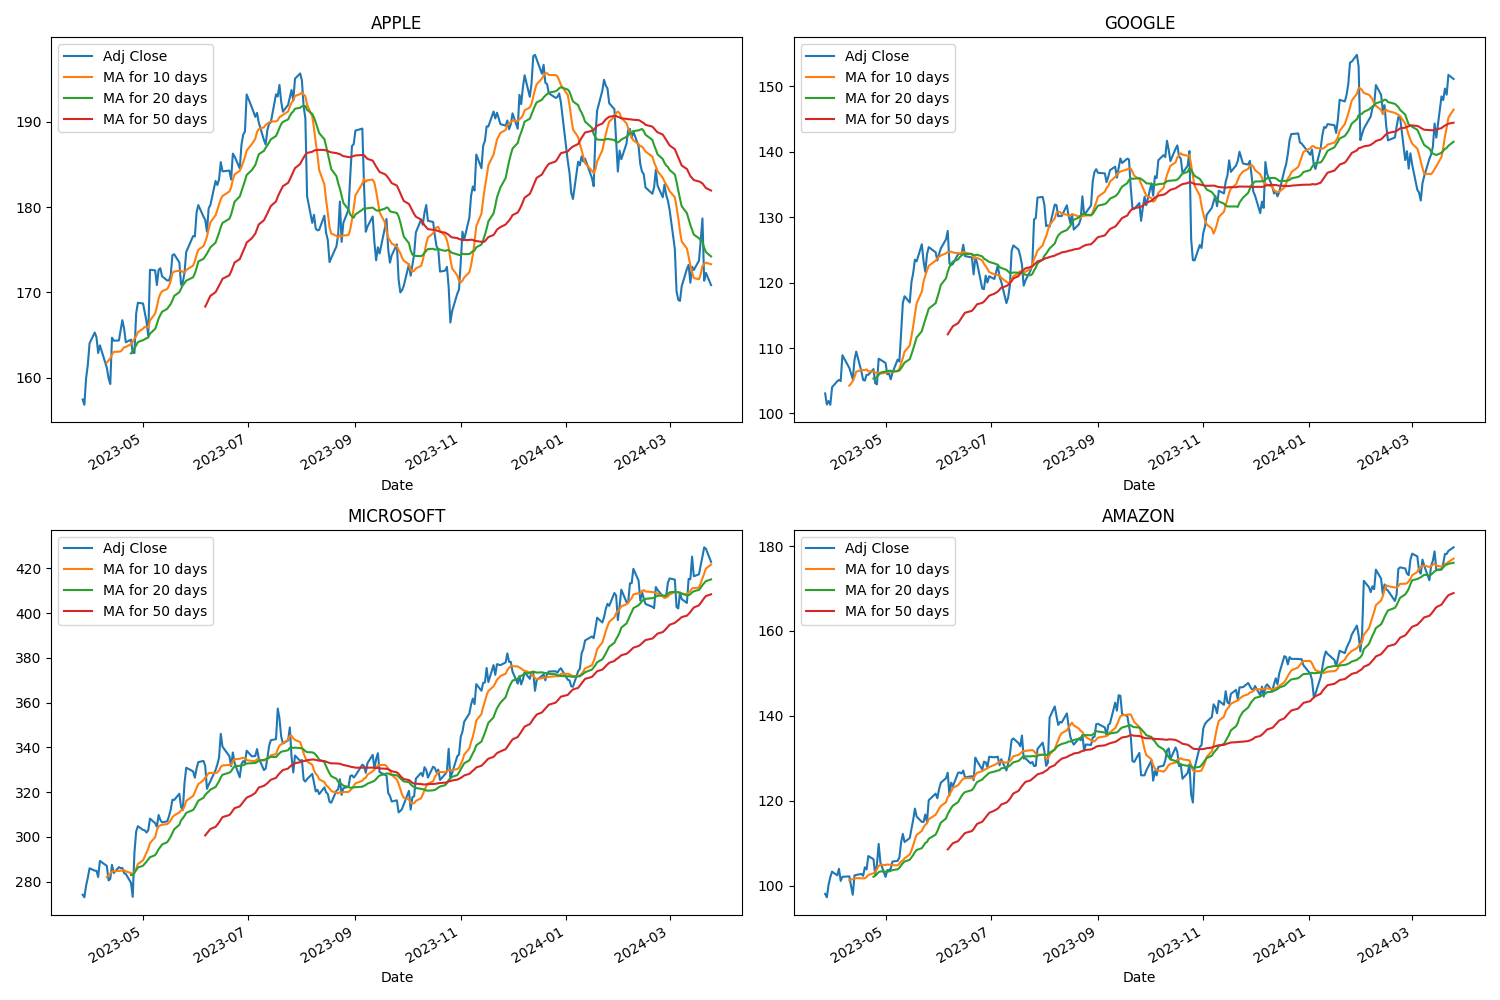 APPLE
Adj Close
MA for 10 days
MA for 20 days
MA for 50 days
190
180
170
160
2023-05
2023-07
2023-09
2023-11
2024-01
2024-03
Date
GOOGLE
Adj Close
MA for 10 days
MA for 20 days
MA for 50 days
150
140
130
120
110
100
2023-05
2023-07
2023-09
2023-11
2024-01
2024-03
Date
MICROSOFT
Adj Close
MA for 10 days
MA for 20 days
MA for 50 days
420
400
380
360
340
320
300
280
2023-05
2023-07
2023-09
2023-11
2024-01
2024-03
Date
AMAZON
Adj Close
MA for 10 days
MA for 20 days
MA for 50 days
180
160
140
120
100
2023-05
2023-07
2023-09
2023-11
2024-01
2024-03
Date